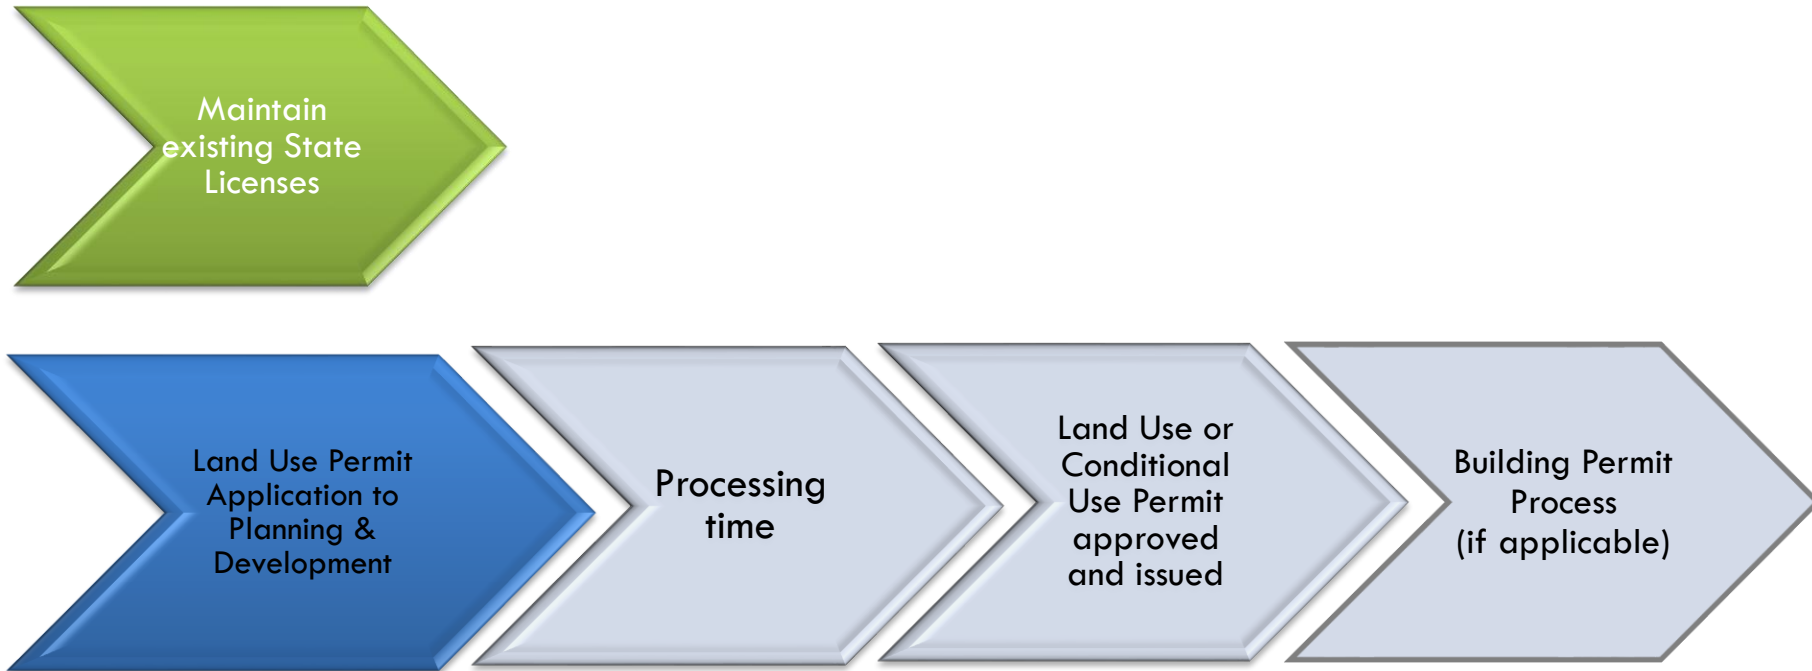 Maintain
existing State
Licenses
Land Use Permit
Application to
Planning &
Development
Processing
time
Land Use or
Conditional
Use Permit
approved
and issued
Building Permit
Process
(if applicable)